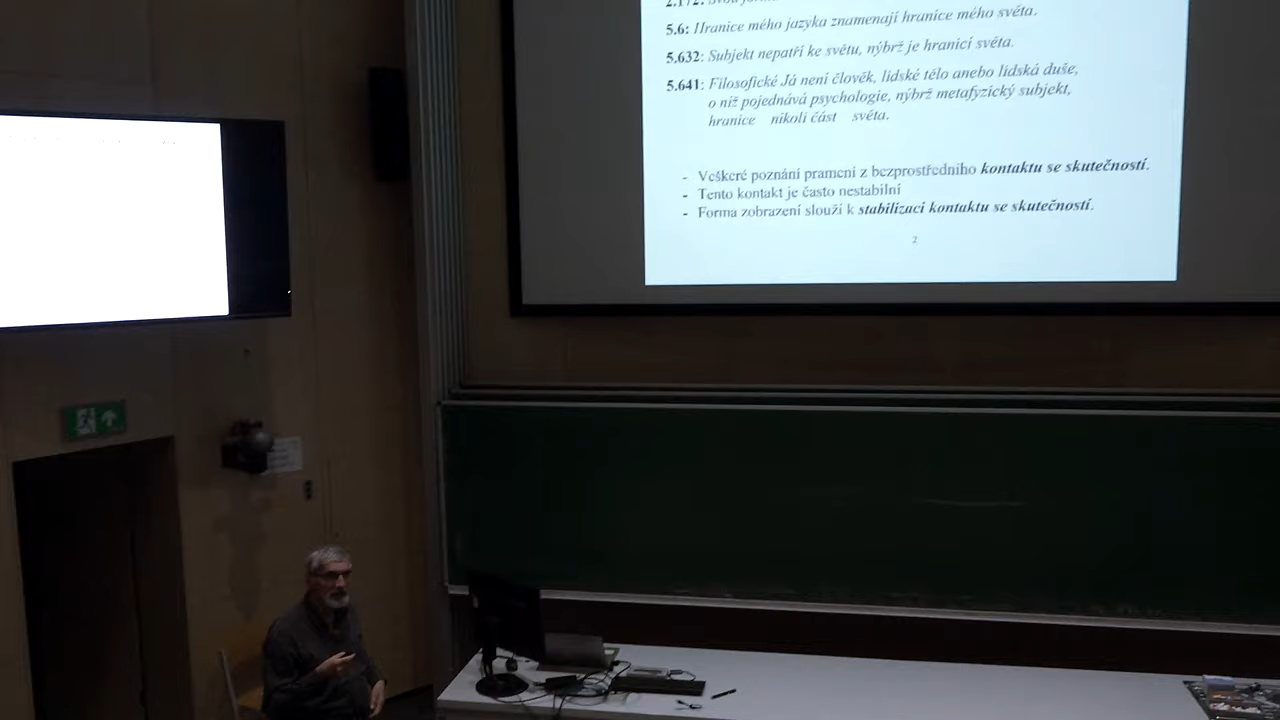 5.6: Hranice mého jazyka znamenají hranice mého světa.
5.632: Subjekt nepatří ke světu, nýbrž je hranicí světa.
5.641: Filosofické Já není člověk, lidské tělo anebo lidská duše,
o níž pojednává psychologie, nýbrž metafyzický subjekt,
hranice nikoli část světa.
- Veškeré poznání pramení z bezprostředního kontaktu se skutečností.
- Tento kontakt je často nestabilní
- Forma zobrazení slouží k stabilizaci kontaktu se skutečností.
2